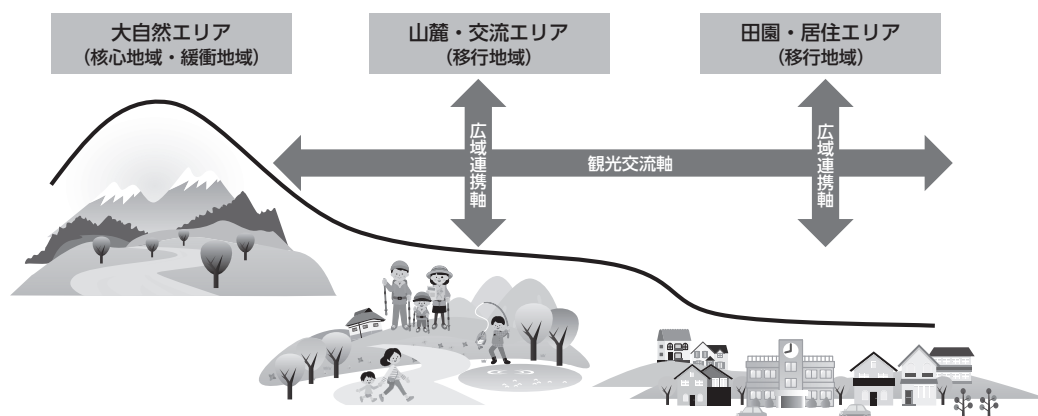 大自然エリア
(核心地域・緩衝地域)
山麓・交流エリア
(移行地域)
田園・居住エリア
(移行地域)
広域連携軸
観光交流軸
広域連携軸